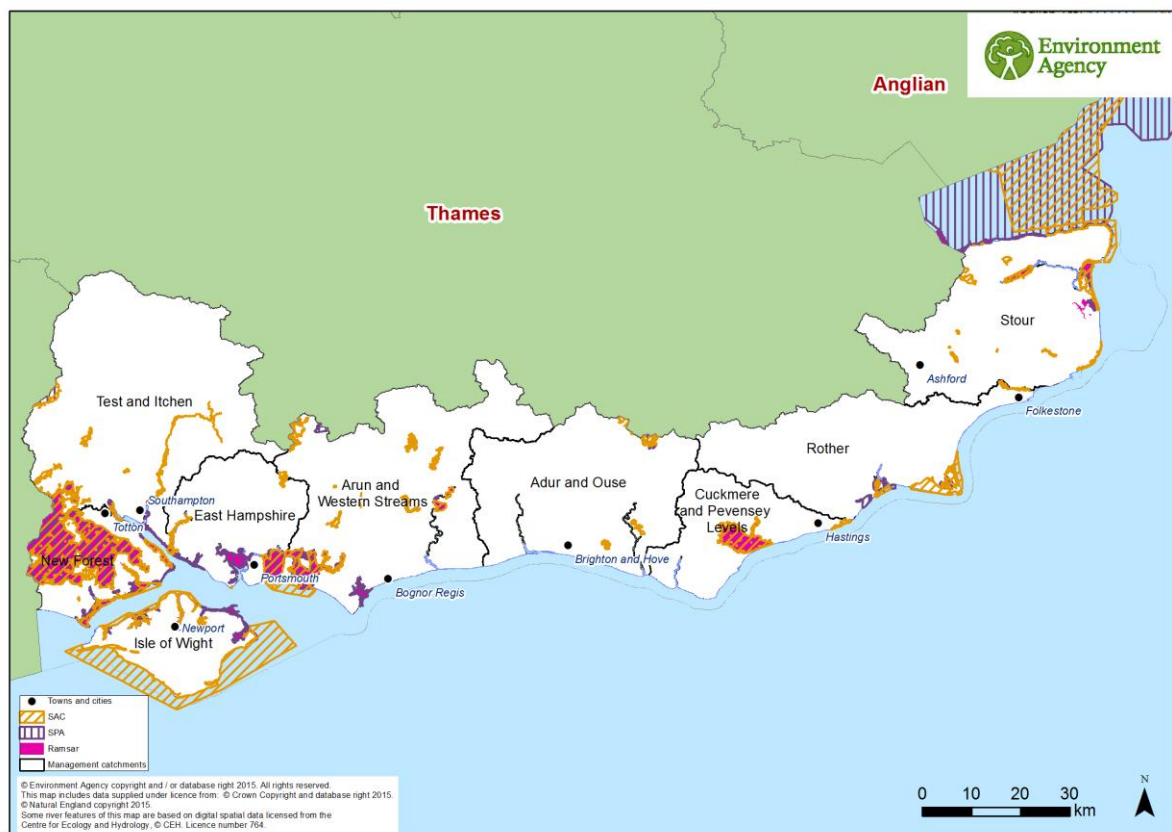 Environment
Agency
Anglian
Thames
Stour
Ashford
Folkestone
Test and Itchen
Rother
Arun and
Western Streams
Adur and Ouse
Cuckmere
and Pevensey
Levels
Southampton
Totton
East Hampshire
Hastings
New Forest
Portsmouth
Brighton and Hove
Bognor Regis
Newport
Isle of Wight
Towns and cities
SAC
SPA
Ramsar
Management catchments
© Environment Agency copyright and / or database right 2015. All rights reserved.
This map includes data supplied under licence from: © Crown Copyright and database right 2015.
© Natural England copyright 2015.
Some river features of this map are based on digital spatial data licensed from the
Centre for Ecology and Hydrology, © CEH. Licence number 764.
0 10 20 30
km
N